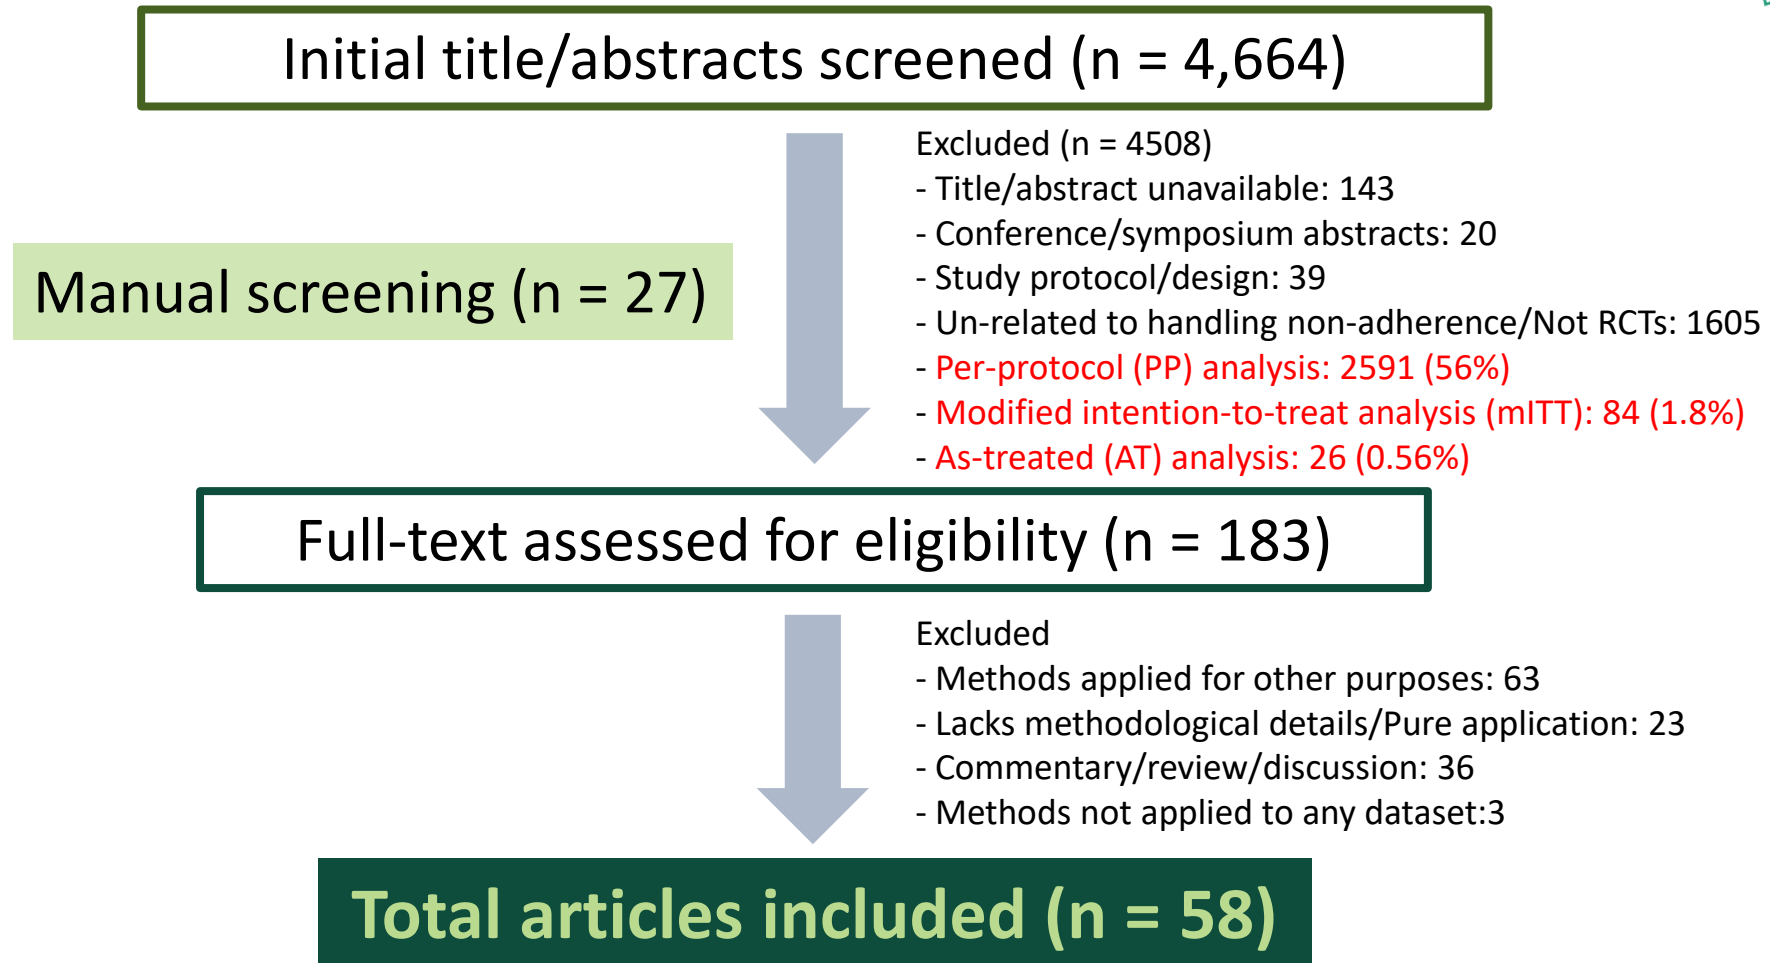 Initial title/abstracts screened (n = 4,664)
Excluded (n = 4508)
- Title/abstract unavailable: 143
- Conference/symposium abstracts: 20
- Study protocol/design: 39
- Un-related to handling non-adherence/Not RCTs: 1605
- Per-protocol (PP) analysis: 2591 (56%)
- Modified intention-to-treat analysis (mITT): 84 (1.8%)
- As-treated (AT) analysis: 26 (0.56%)
Manual screening (n = 27)
Full-text assessed for eligibility (n = 183)
Excluded
- Methods applied for other purposes: 63
- Lacks methodological details/Pure application: 23
- Commentary/review/discussion: 36
- Methods not applied to any dataset:3
Total articles included (n = 58)